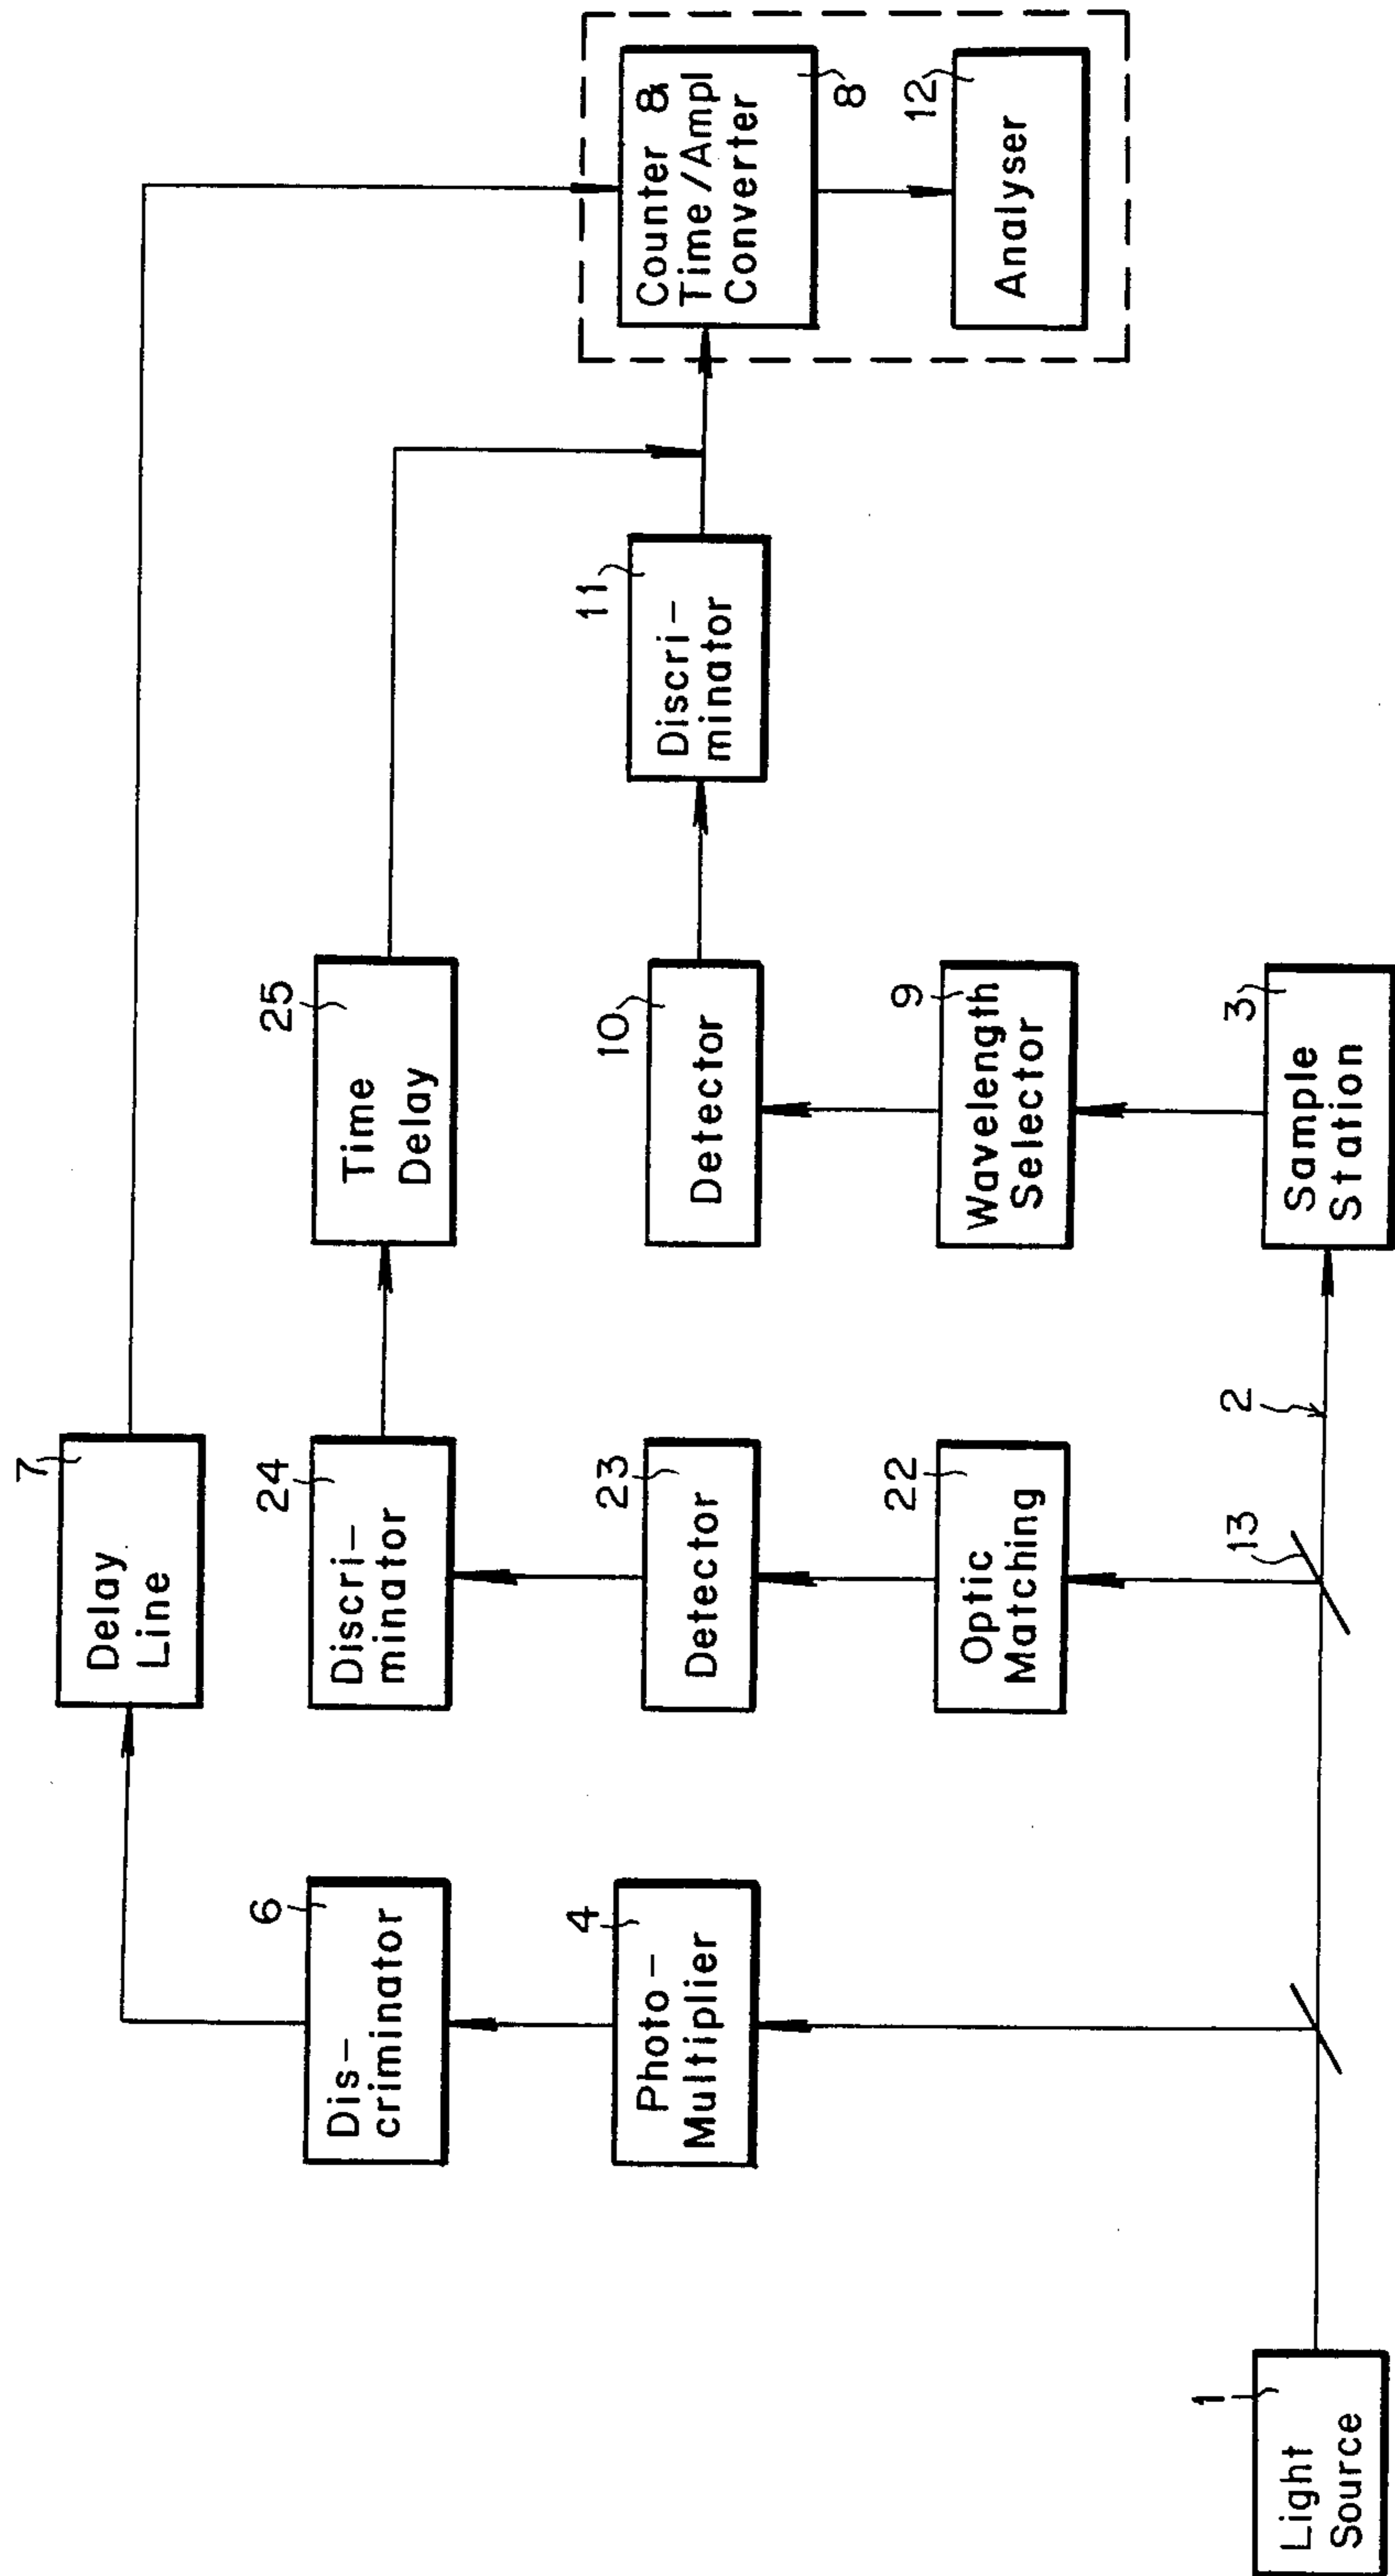 7
Delay
Line
6
Dis-
criminator
24
Discri-
minator
25
Time
Delay
4
Photo-
Multiplier
23
Detector
10
Detector
11
Discri-
minator
Counter &
Time/Ampl
Converter
8
22
Optic
Matching
9
Wavelength
Selector
12
Analyser
1
Light
Source
13
2
3
Sample
Station